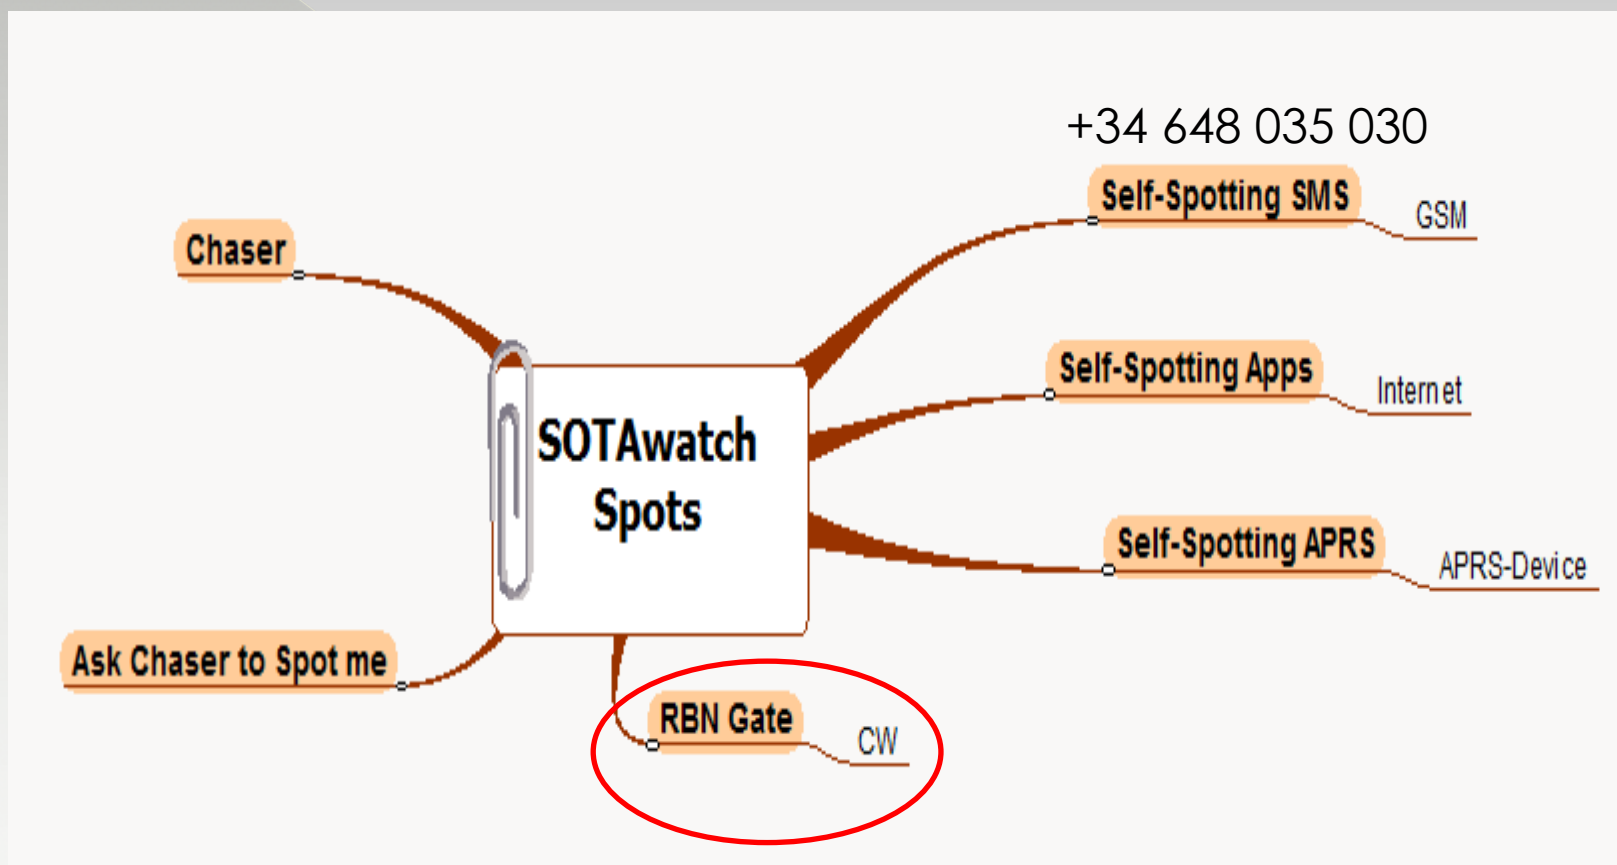 +34 648 035 030
Self-Spotting SMS
GSM
Chaser
Self-Spotting Apps
Internet
SOTAwatch
Spots
Self-Spotting APRS
APRS-Device
Ask Chaser to Spot me
RBN Gate
CW